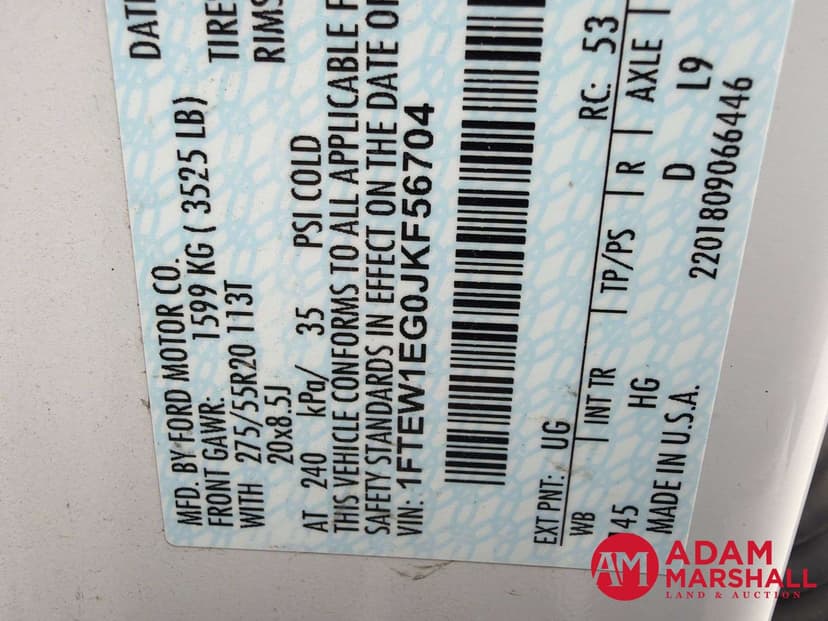 DATE
MFD. BY FORD MOTOR CO.
FRONT GAWR: 1599 KG ( 3525 LB)
TIRE
WITH 275/55R20 113T
RIMS
20x8.5J
AT 240 kPa/ 35 PSI COLD
THIS VEHICLE CONFORMS TO ALL APPLICABLE F
SAFETY STANDARDS IN EFFECT ON THE DATE OF
VIN: 1FTEW1EG0JKF56704
EXT PNT: UG RC: 53
WB INT TR TP/PS R AXLE
145 HG D L9
MADE IN U.S.A. 2201809066446
AM ADAM
MARSHALL
LAND & AUCTION